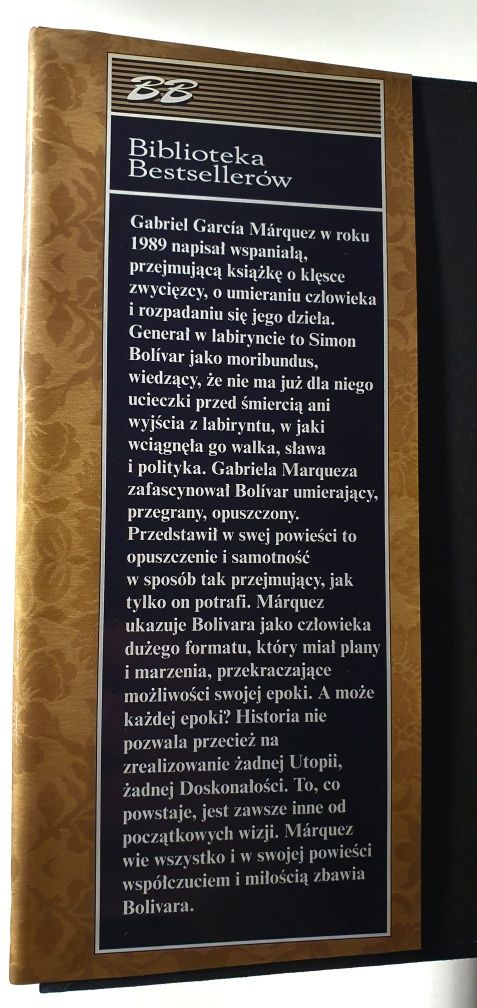 BB
Biblioteka
Bestsellerów
Gabriel García Márquez w roku
1989 napisał wspaniałą,
przejmującą książkę o klęsce
zwycięzcy, o umieraniu człowieka
i rozpadaniu się jego dzieła.
Generał w labiryncie to Simon
Bolívar jako moribundus,
wiedzący, że nie ma już dla niego
ucieczki przed śmiercią ani
wyjścia z labiryntu, w jaki
wciągnęła go walka, sława
i polityka. Gabriela Marqueza
zafascynował Bolívar umierający,
przegrany, opuszczony.
Przedstawił w swej powieści to
opuszczenie i samotność
w sposób tak przejmujący, jak
tylko on potrafi. Márquez
ukazuje Bolivara jako człowieka
dużego formatu, który miał plany
i marzenia, przekraczające
możliwości swojej epoki. A może
każdej epoki? Historia nie
pozwala przecież na
zrealizowanie żadnej Utopii,
żadnej Doskonałości. To, co
powstaje, jest zawsze inne od
początkowych wizji. Márquez
wie wszystko i w swojej powieści
współczuciem i miłością zbawia
Bolivara.